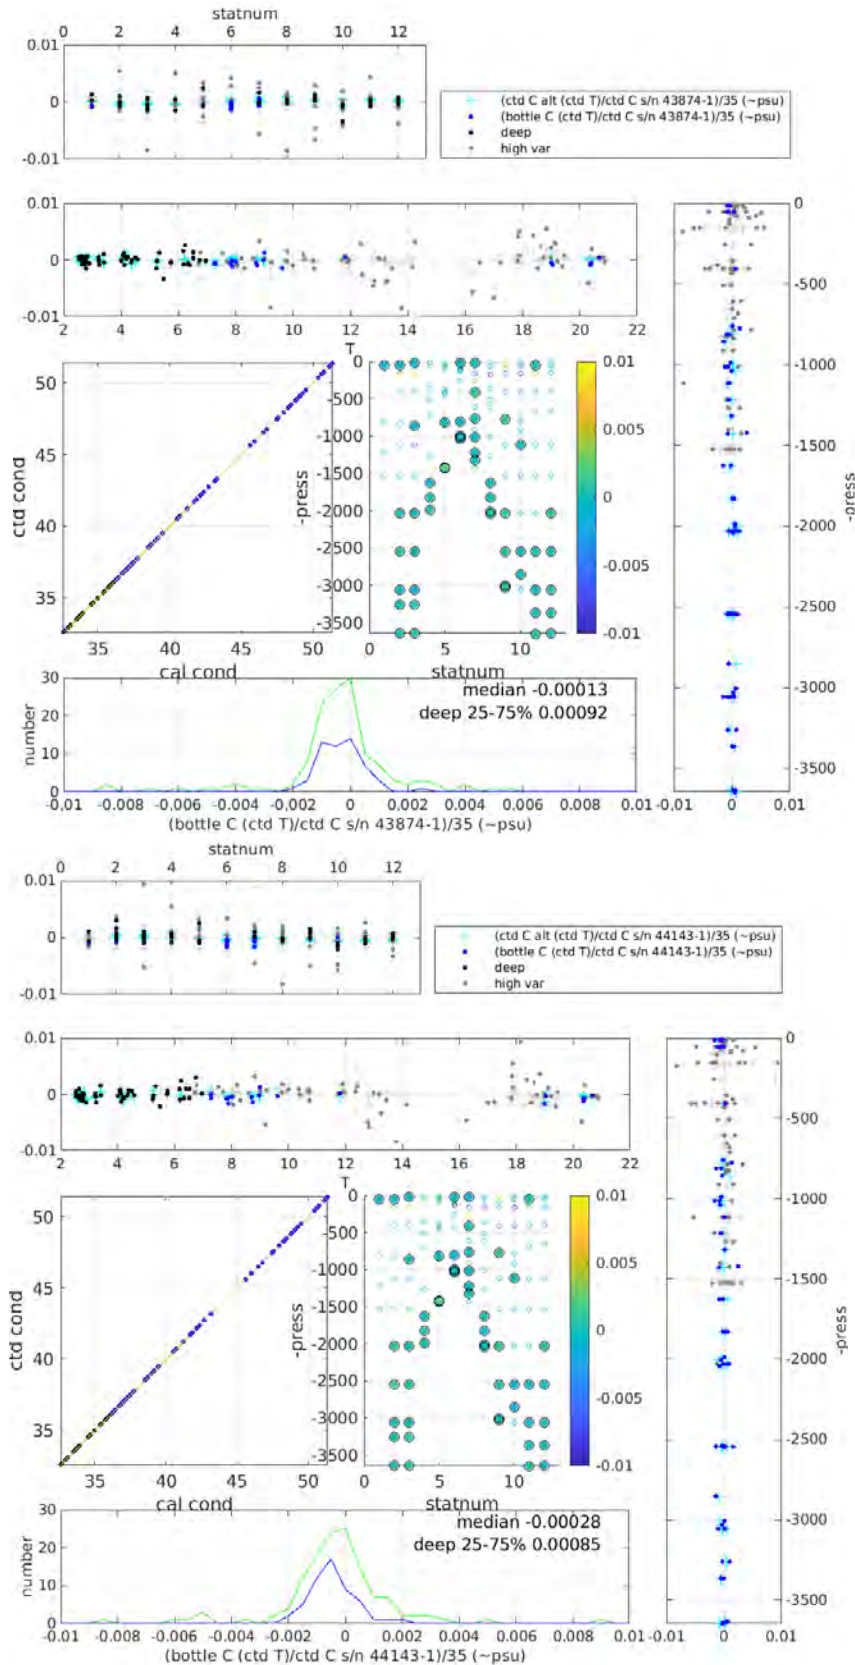 statnum
0 2 4 6 8 10 12
0.01
0
-0.01
(ctd C alt (ctd T)/ctd C s/n 43874-1)/35 (~psu)
(bottle C (ctd T)/ctd C s/n 43874-1)/35 (~psu)
deep
high var
0.01
0
-0.01
2 4 6 8 10 12 14 16 18 20 22
T
0
-500
-1000
-1500
-2000
-2500
-3000
-3500
-press
-0.01 0 0.01
50
45
40
35
ctd cond
35 40 45 50
cal cond
0
-500
-1000
-1500
-2000
-2500
-3000
-3500
-press
0 5 10
statnum
0.01
0.005
0
-0.005
-0.01
30
20
10
0
number
median -0.00013
deep 25-75% 0.00092
-0.01 -0.008 -0.006 -0.004 -0.002 0 0.002 0.004 0.006 0.008 0.01
(bottle C (ctd T)/ctd C s/n 43874-1)/35 (~psu)
statnum
0 2 4 6 8 10 12
0.01
0
-0.01
(ctd C alt (ctd T)/ctd C s/n 44143-1)/35 (~psu)
(bottle C (ctd T)/ctd C s/n 44143-1)/35 (~psu)
deep
high var
0.01
0
-0.01
2 4 6 8 10 12 14 16 18 20 22
T
0
-500
-1000
-1500
-2000
-2500
-3000
-3500
-press
-0.01 0 0.01
50
45
40
35
ctd cond
35 40 45 50
cal cond
0
-500
-1000
-1500
-2000
-2500
-3000
-3500
-press
0 5 10
statnum
0.01
0.005
0
-0.005
-0.01
30
20
10
0
number
median -0.00028
deep 25-75% 0.00085
-0.01 -0.008 -0.006 -0.004 -0.002 0 0.002 0.004 0.006 0.008 0.01
(bottle C (ctd T)/ctd C s/n 44143-1)/35 (~psu)